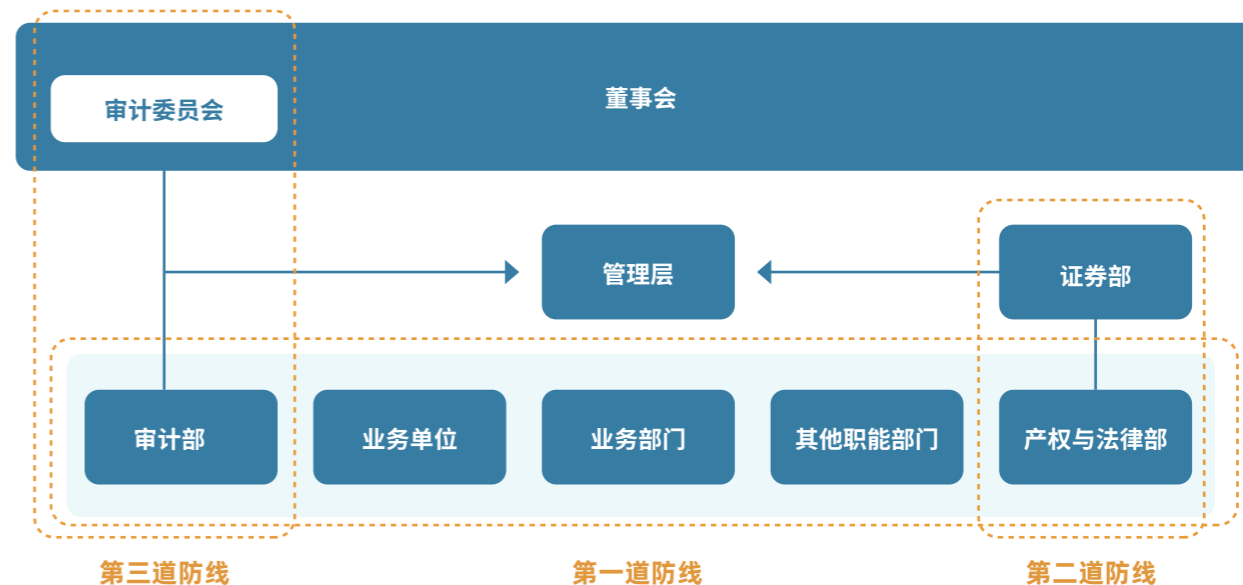 董事会
审计委员会
管理层
证券部
审计部
业务单位
业务部门
其他职能部门
产权与法律部
第三道防线
第一道防线
第二道防线